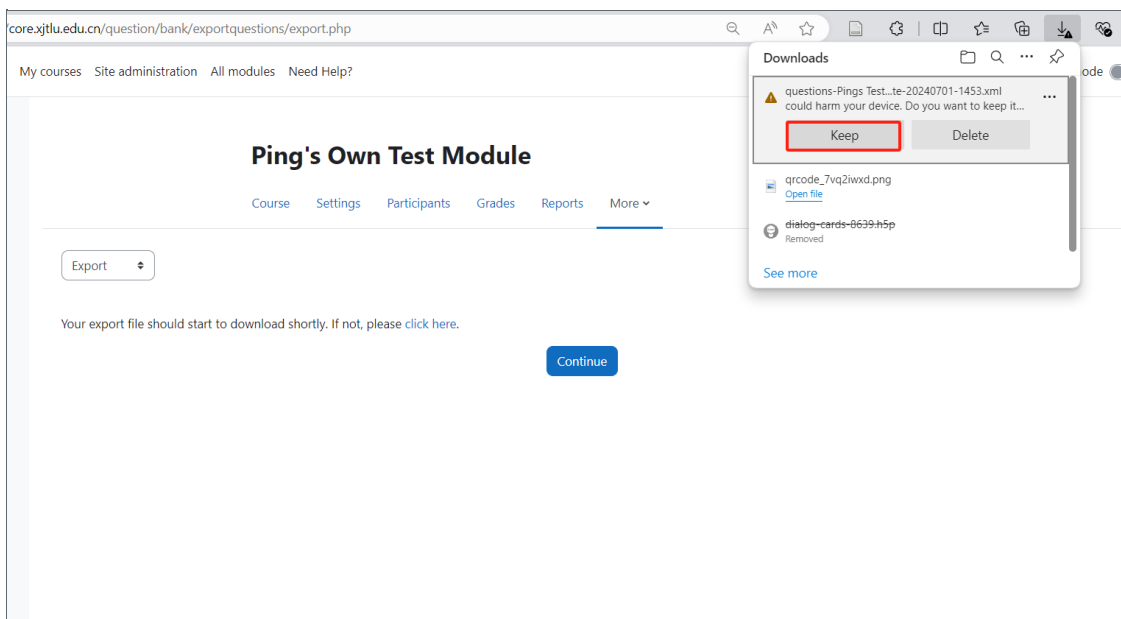 core.xjtlu.edu.cn/question/bank/exportquestions/export.php
My courses Site administration All modules Need Help?
ode
Downloads
questions-Pings Test...te-20240701-1453.xml
could harm your device. Do you want to keep it...
Keep Delete
qrcode_7vq2iwxd.png
Open file
dialog-cards-8639.h5p
Removed
See more
Ping's Own Test Module
Course Settings Participants Grades Reports More
Export
Your export file should start to download shortly. If not, please click here.
Continue